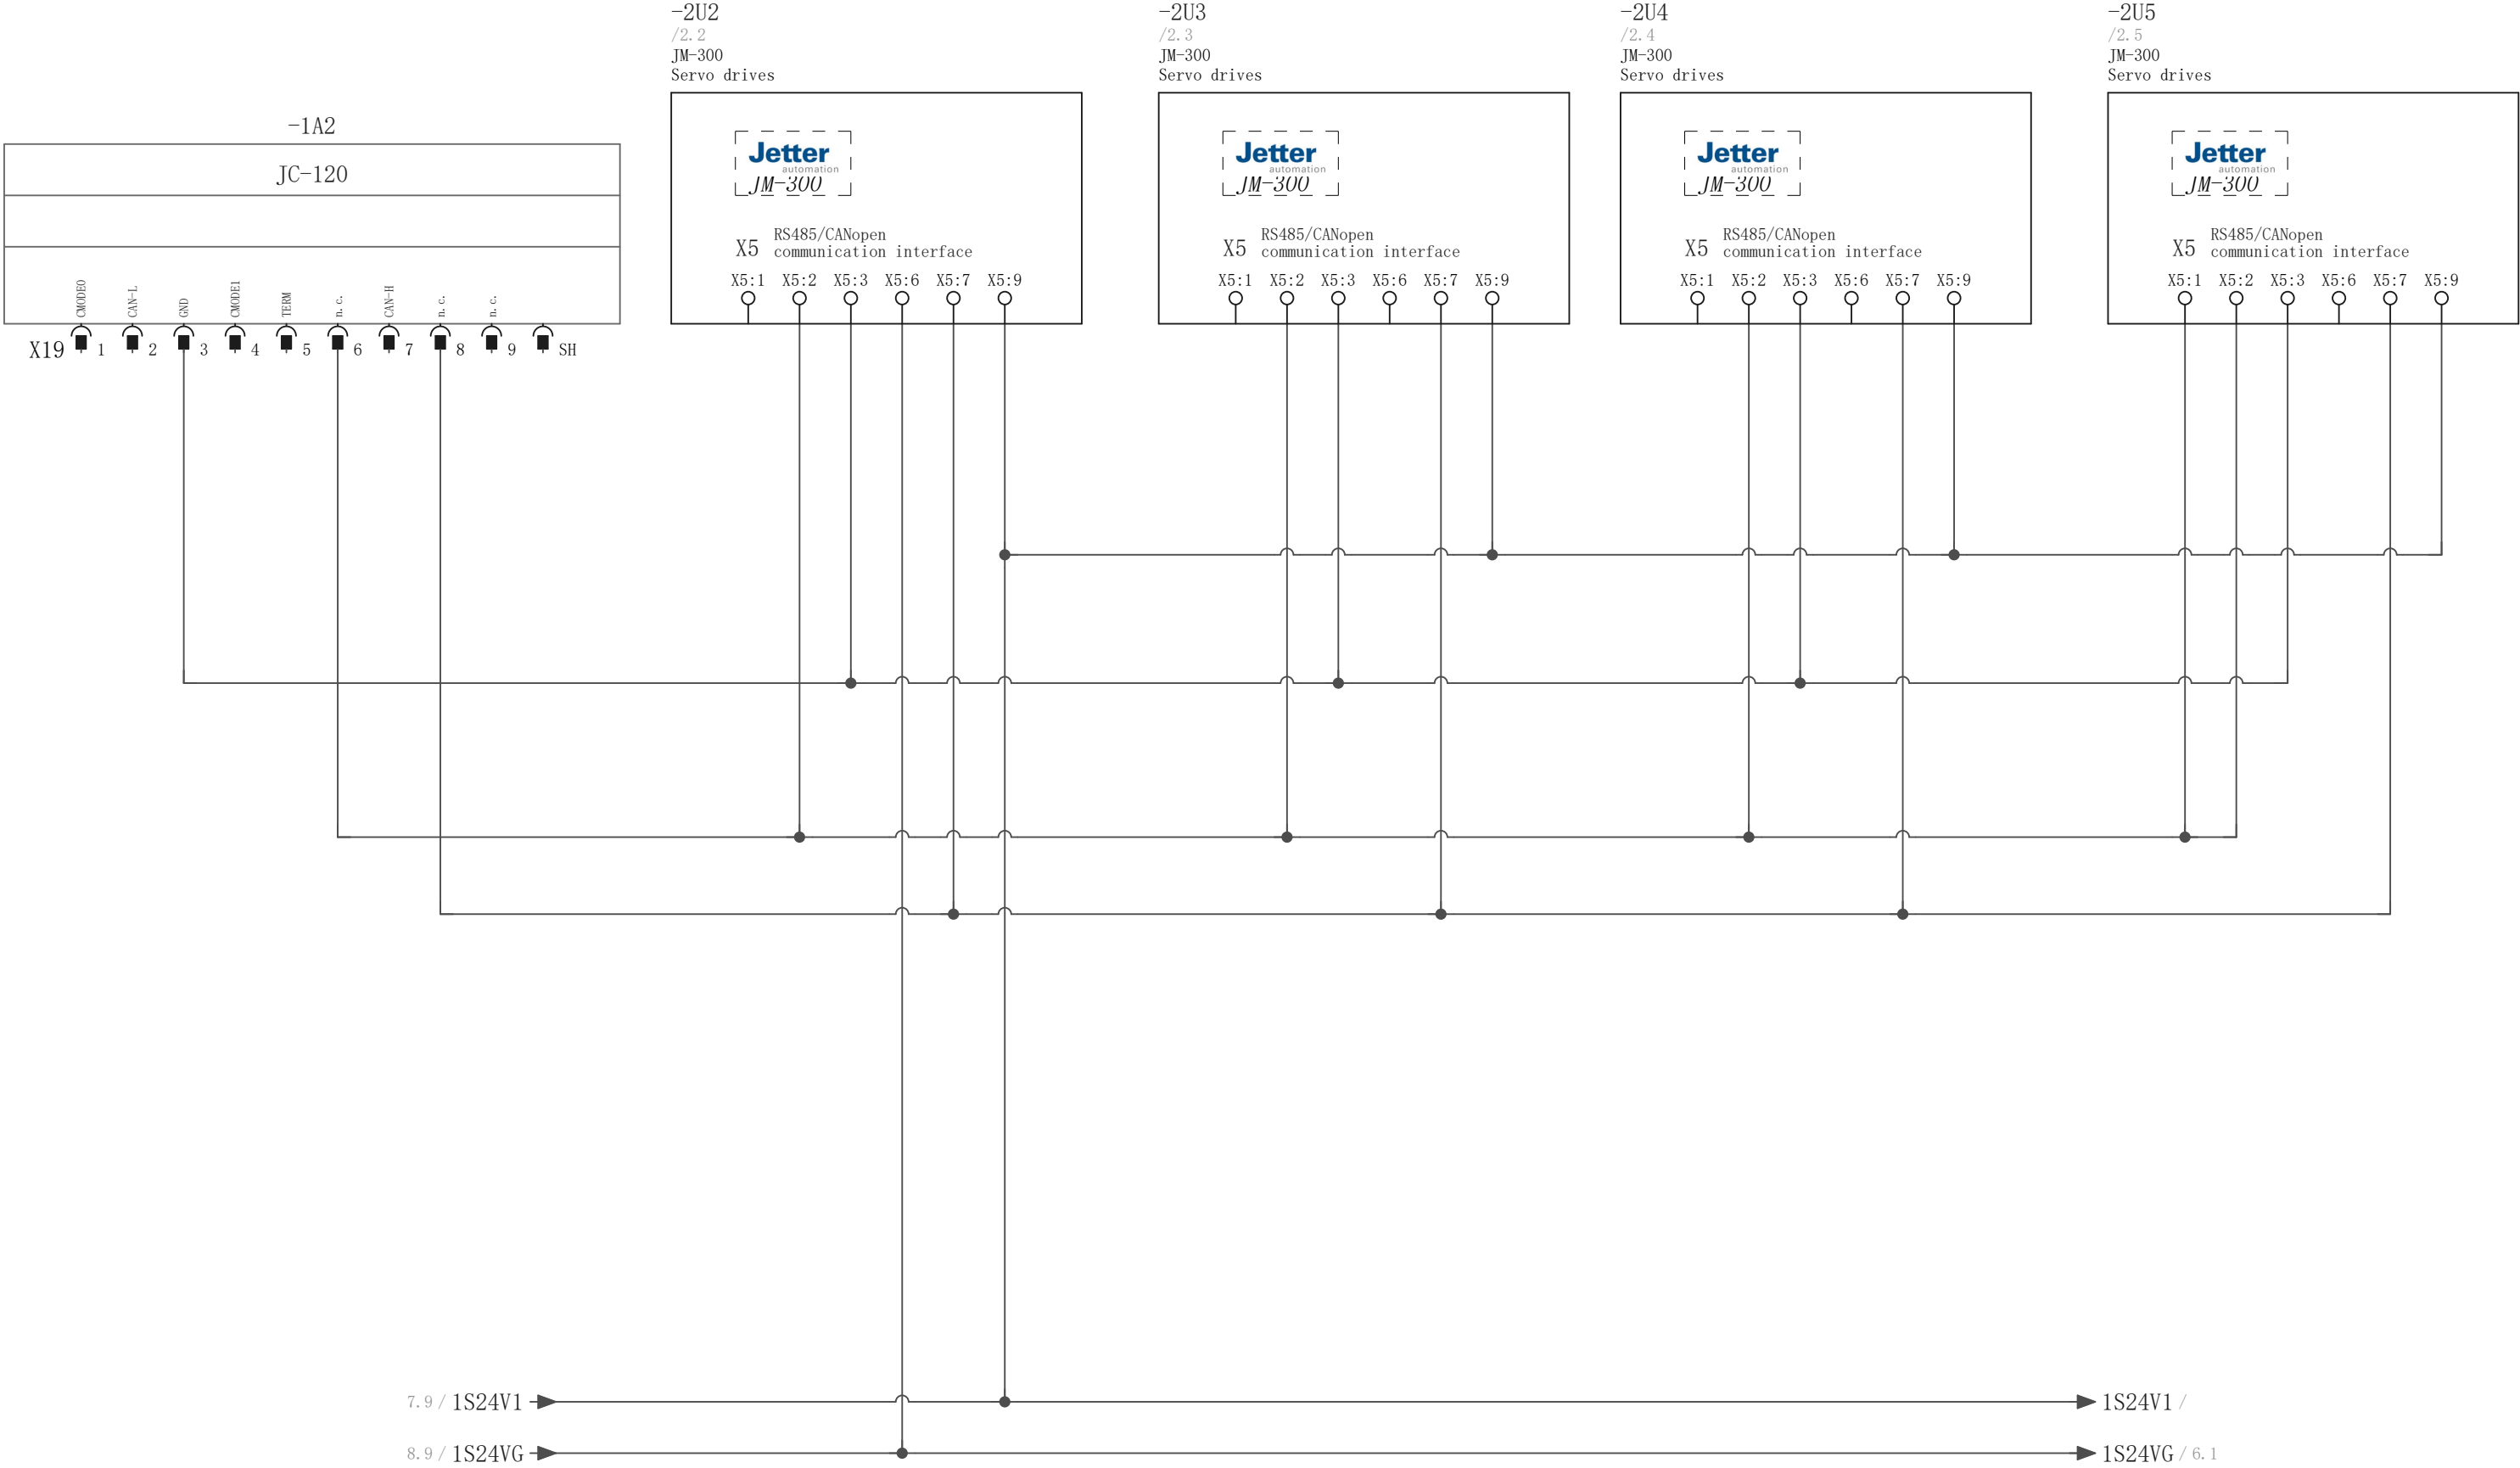 -2U2
/2.2
JM-300
Servo drives
-2U3
/2.3
JM-300
Servo drives
-2U4
/2.4
JM-300
Servo drives
-2U5
/2.5
JM-300
Servo drives
-1A2
JC-120
CMODE0
CAN-L
GND
CMODE1
TERM
n.c.
CAN-H
n.c.
n.c.
X19 1 2 3 4 5 6 7 8 9 SH
Jetter
automation
JM-300
X5 RS485/CANopen
communication interface
X5:1 X5:2 X5:3 X5:6 X5:7 X5:9
Jetter
automation
JM-300
X5 RS485/CANopen
communication interface
X5:1 X5:2 X5:3 X5:6 X5:7 X5:9
Jetter
automation
JM-300
X5 RS485/CANopen
communication interface
X5:1 X5:2 X5:3 X5:6 X5:7 X5:9
Jetter
automation
JM-300
X5 RS485/CANopen
communication interface
X5:1 X5:2 X5:3 X5:6 X5:7 X5:9
7.9 / 1S24V1
1S24V1 /
8.9 / 1S24VG
1S24VG / 6.1